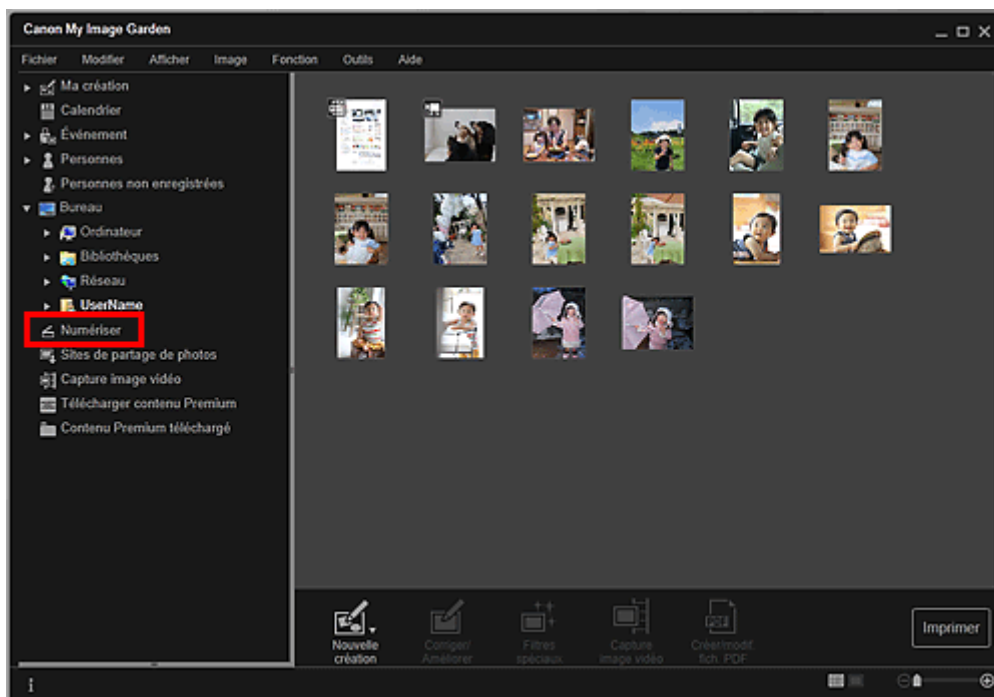 Canon My Image Garden
Fichier Modifier Afficher Image Fonction Outils Aide
Ma création
Calendrier
Événement
Personnes
Personnes non enregistrées
Bureau
Ordinateur
Bibliothèques
Réseau
UserName
Numériser
Sites de partage de photos
Capture image vidéo
Télécharger contenu Premium
Contenu Premium téléchargé
Nouvelle
création
Corriger/
Améliorer
Filtres
spéciaux
Capture
image vidéo
Créer/modif.
fich. PDF
Imprimer